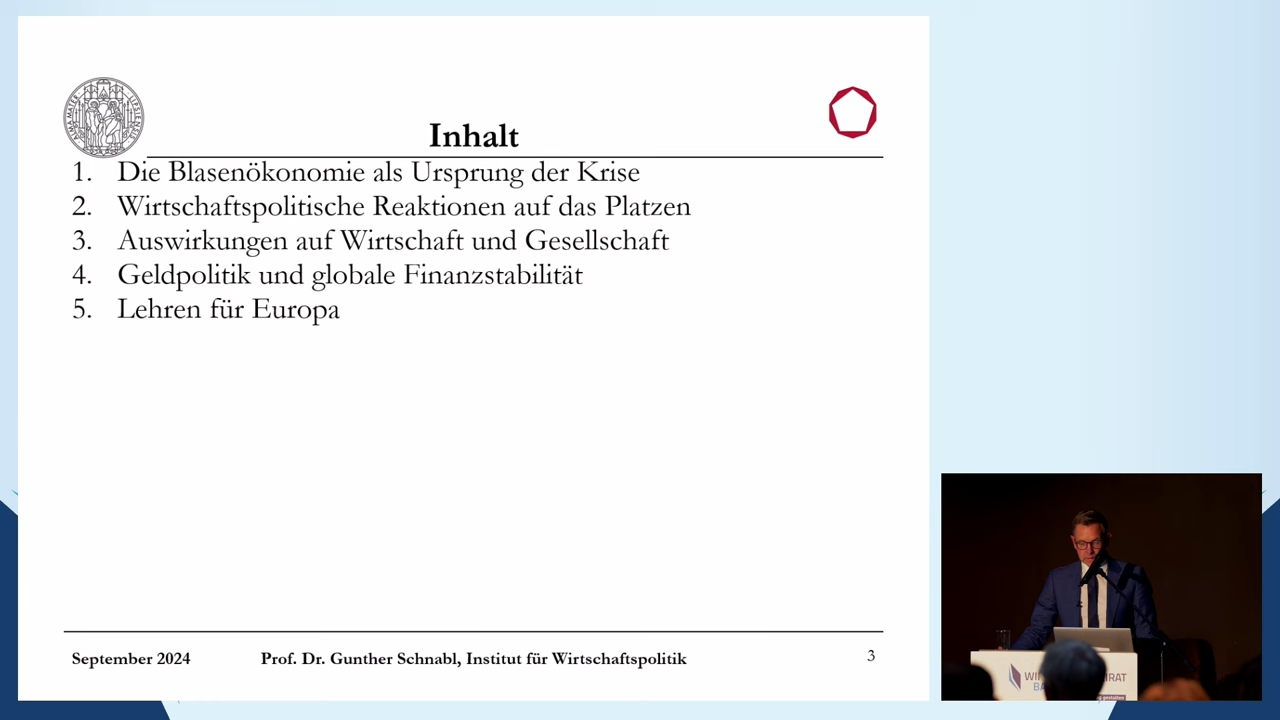 Inhalt
1. Die Blasenökonomie als Ursprung der Krise
2. Wirtschaftspolitische Reaktionen auf das Platzen
3. Auswirkungen auf Wirtschaft und Gesellschaft
4. Geldpolitik und globale Finanzstabilität
5. Lehren für Europa
September 2024 Prof. Dr. Gunther Schnabl, Institut für Wirtschaftspolitik 3